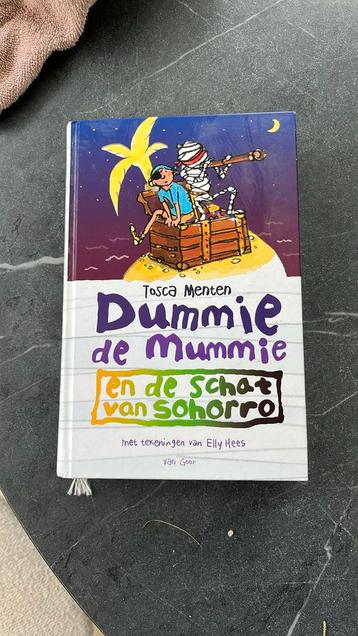 Tosca Menten
Dummie
de Mummie
en de schat
van Sohorro
met tekeningen van Elly Hees
van Goor